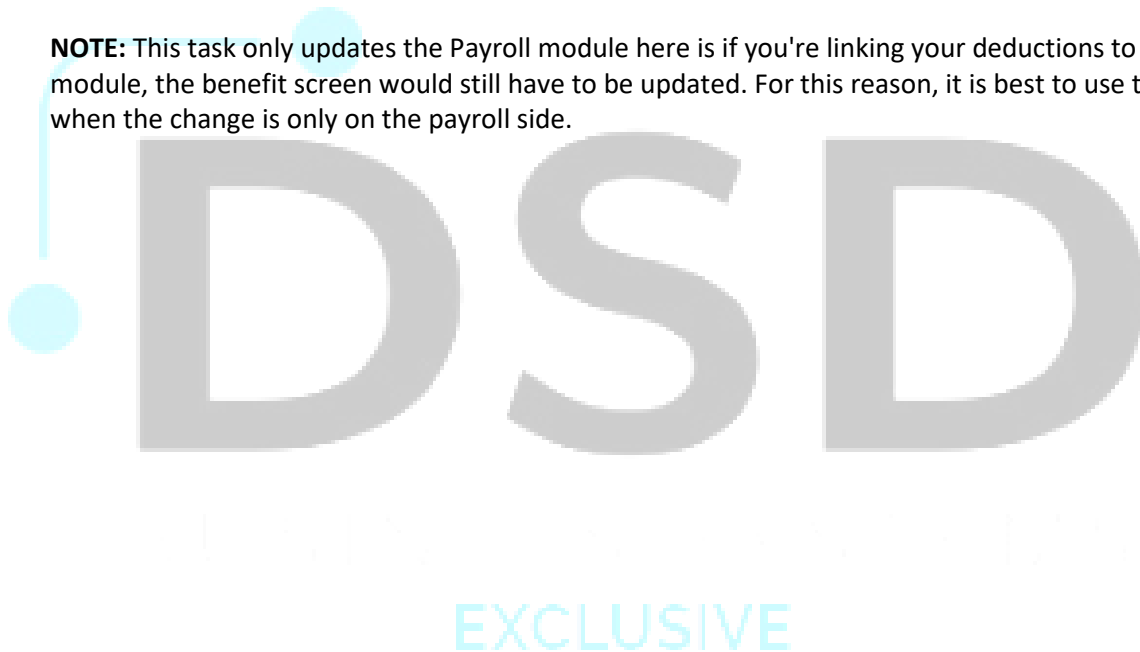 NOTE: This task only updates the Payroll module here is if you're linking your deductions to
module, the benefit screen would still have to be updated. For this reason, it is best to use
when the change is only on the payroll side.
DSD
EXCLUSIVE